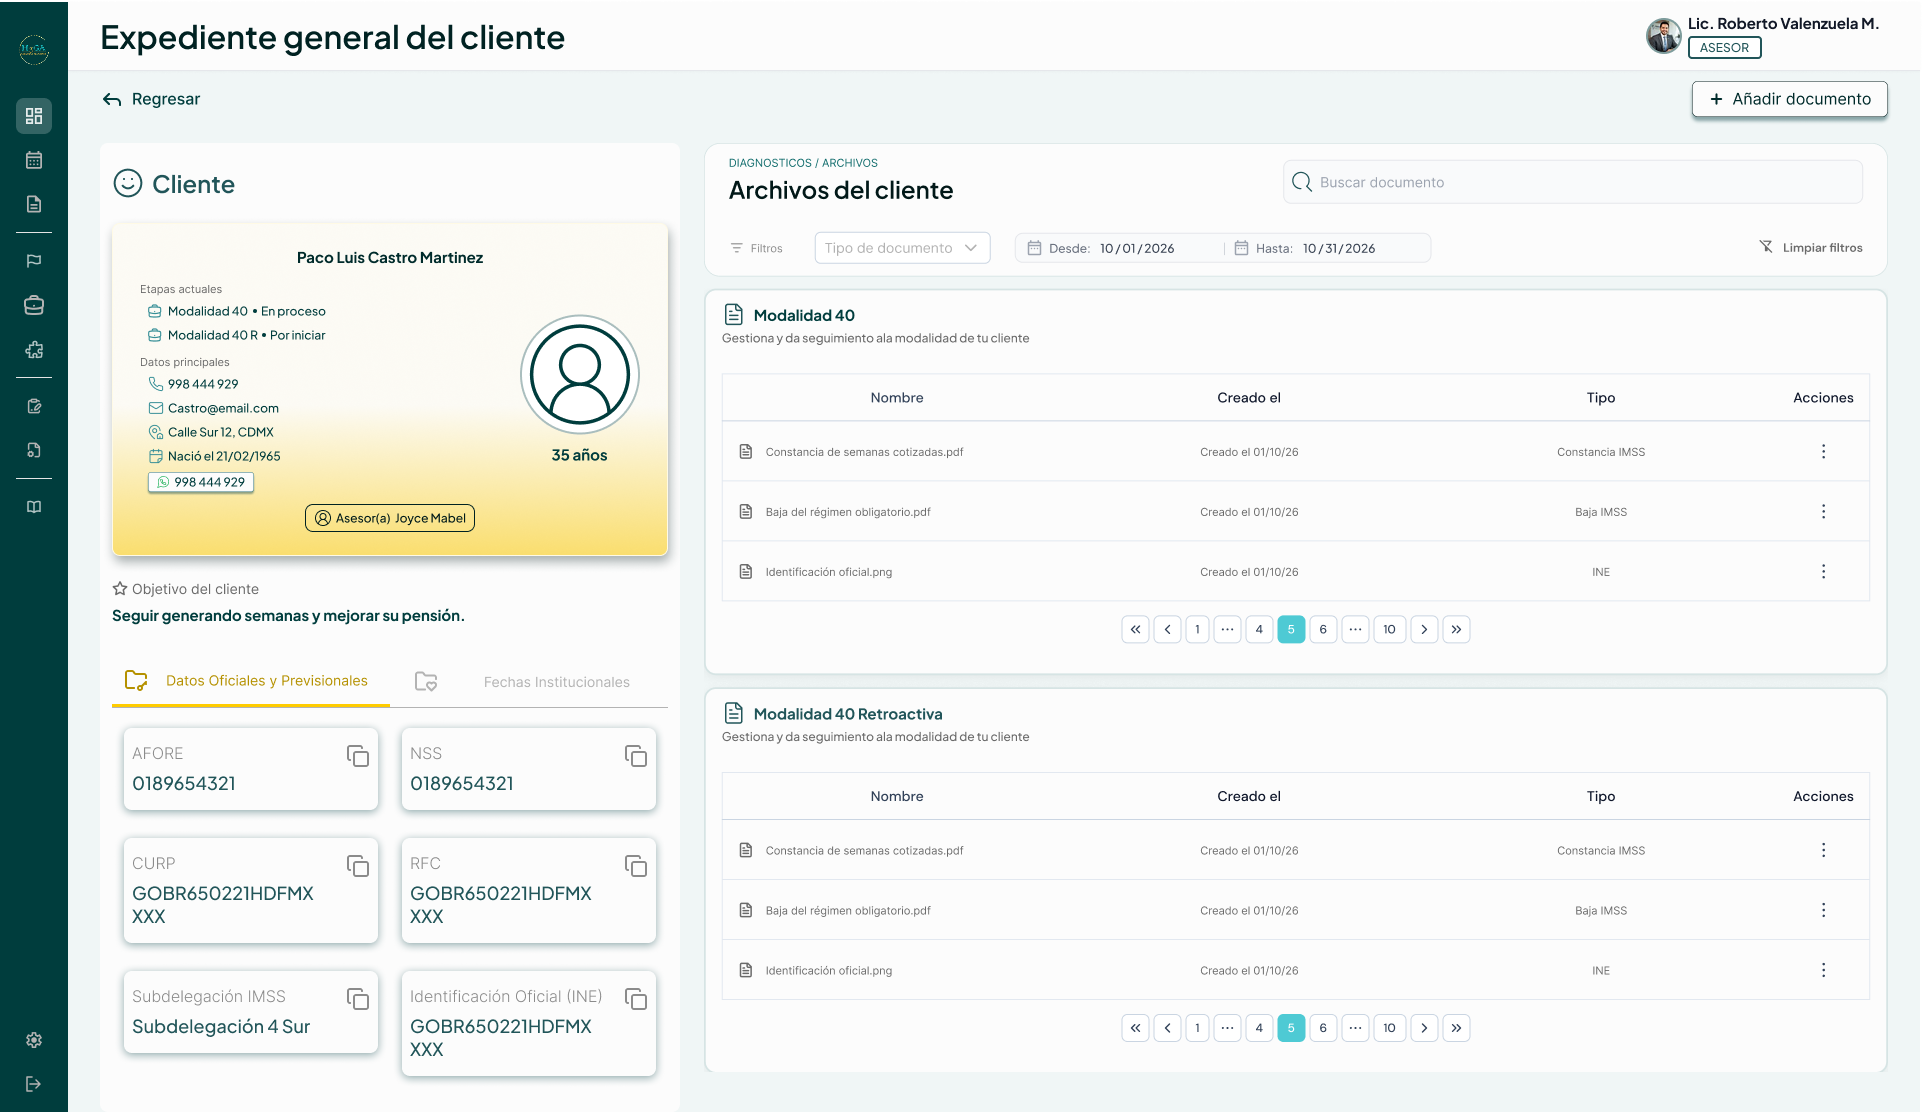 Expediente general del cliente
Lic. Roberto Valenzuela M.
ASESOR
Regresar
+ Añadir documento
Cliente
Paco Luis Castro Martinez
Etapas actuales
Modalidad 40 • En proceso
Modalidad 40 R • Por iniciar
Datos principales
998 444 929
Castro@email.com
Calle Sur 12, CDMX
Nació el 21/02/1965
998 444 929
35 años
Asesor(a) Joyce Mabel
Objetivo del cliente
Seguir generando semanas y mejorar su pensión.
Datos Oficiales y Previsionales
Fechas Institucionales
AFORE
0189654321
NSS
0189654321
CURP
GOBR650221HDFMX
XXX
RFC
GOBR650221HDFMX
XXX
Subdelegación IMSS
Subdelegación 4 Sur
Identificación Oficial (INE)
GOBR650221HDFMX
XXX
DIAGNOSTICOS / ARCHIVOS
Archivos del cliente
Buscar documento
Filtros
Tipo de documento
Desde: 10/01/2026
Hasta: 10/31/2026
Limpiar filtros
Modalidad 40
Gestiona y da seguimiento ala modalidad de tu cliente
Nombre Creado el Tipo Acciones
Constancia de semanas cotizadas.pdf Creado el 01/10/26 Constancia IMSS
Baja del régimen obligatorio.pdf Creado el 01/10/26 Baja IMSS
Identificación oficial.png Creado el 01/10/26 INE
« < 1 ··· 4 5 6 ··· 10 > »
Modalidad 40 Retroactiva
Gestiona y da seguimiento ala modalidad de tu cliente
Nombre Creado el Tipo Acciones
Constancia de semanas cotizadas.pdf Creado el 01/10/26 Constancia IMSS
Baja del régimen obligatorio.pdf Creado el 01/10/26 Baja IMSS
Identificación oficial.png Creado el 01/10/26 INE
« < 1 ··· 4 5 6 ··· 10 > »